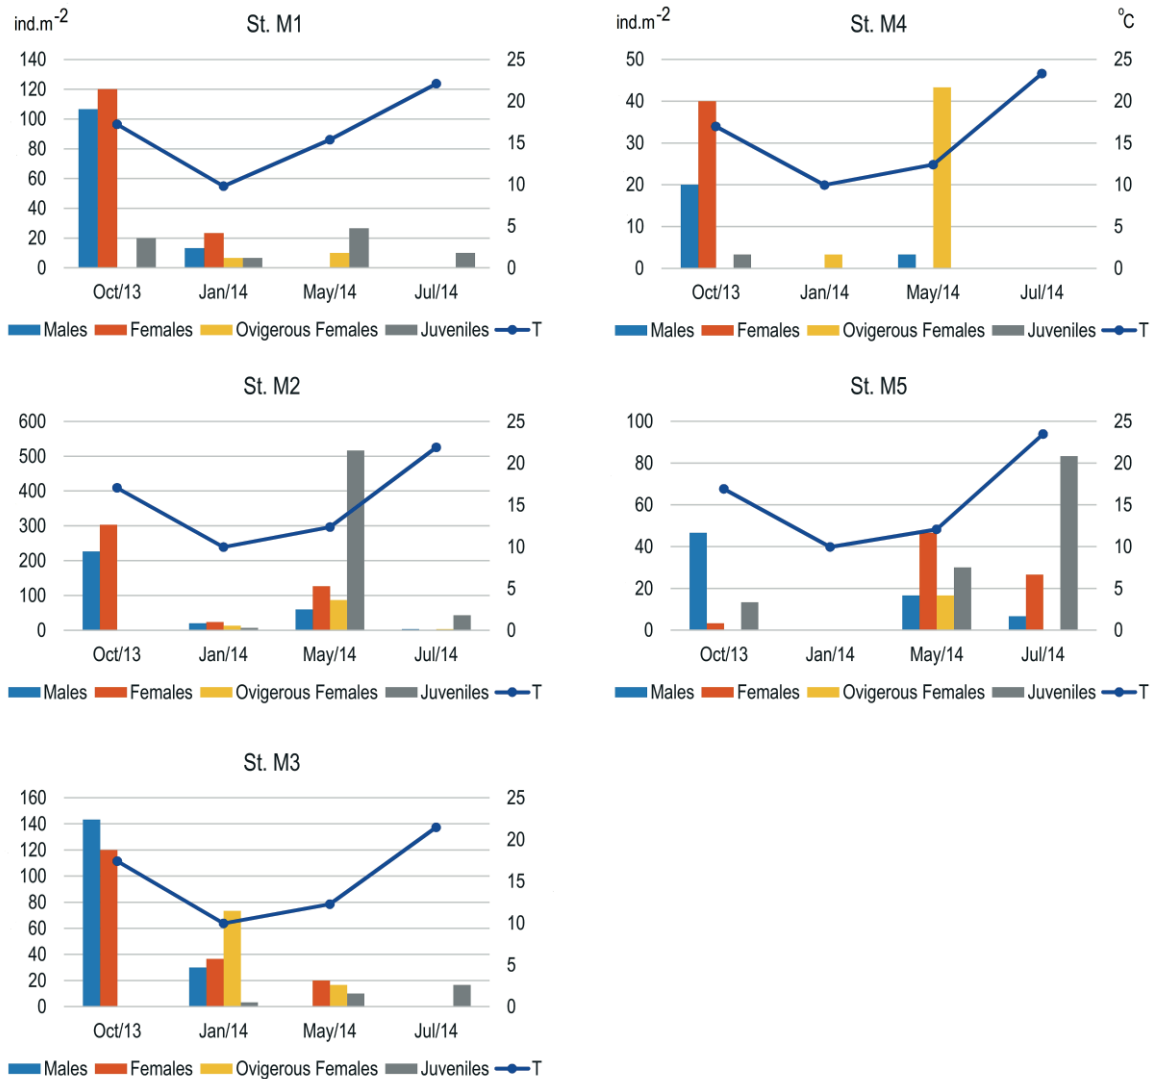 ind.m-2 St. M1
140 25
120 20
100
80 15
60 10
40
20 5
0 0
Oct/13 Jan/14 May/14 Jul/14
Males Females Ovigerous Females Juveniles T
St. M4 oC
50 25
40 20
30 15
20 10
10 5
0 0
Oct/13 Jan/14 May/14 Jul/14
ind.m-2
Males Females Ovigerous Females Juveniles T
St. M2
600 25
500 20
400 15
300
200 10
100 5
0 0
Oct/13 Jan/14 May/14 Jul/14
Males Females Ovigerous Females Juveniles T
St. M5
100 25
80 20
60 15
40 10
20 5
0 0
Oct/13 Jan/14 May/14 Jul/14
Males Females Ovigerous Females Juveniles T
St. M3
160 25
140
120 20
100 15
80
60 10
40 5
20
0 0
Oct/13 Jan/14 May/14 Jul/14
Males Females Ovigerous Females Juveniles T